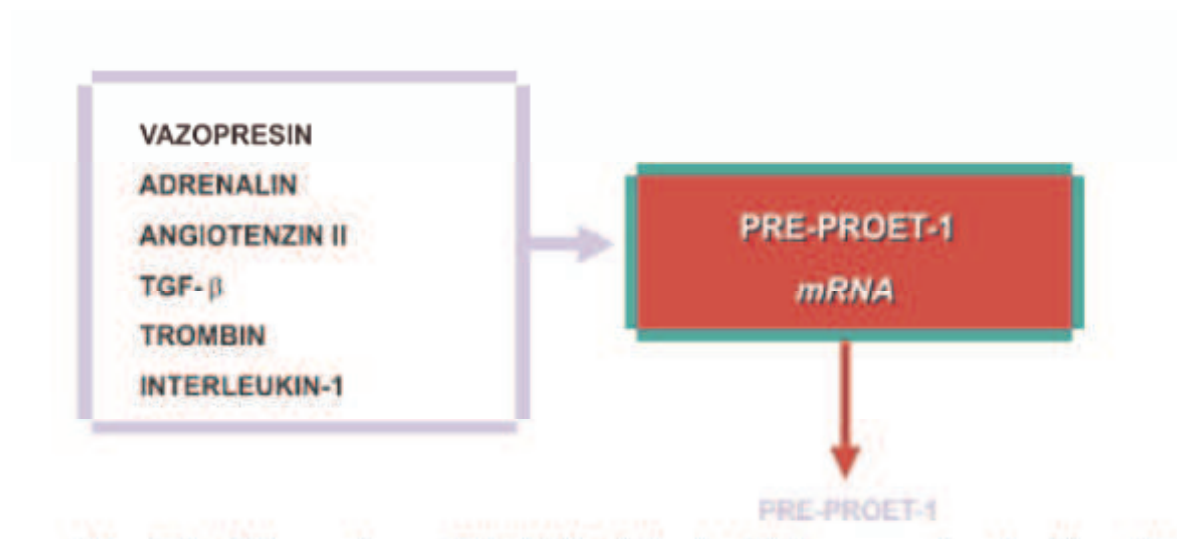 VAZOPRESIN
ADRENALIN
ANGIOTENZIN II
TGF- β
TROMBIN
INTERLEUKIN-1
PRE-PROET-1
mRNA
PRE-PROET-1